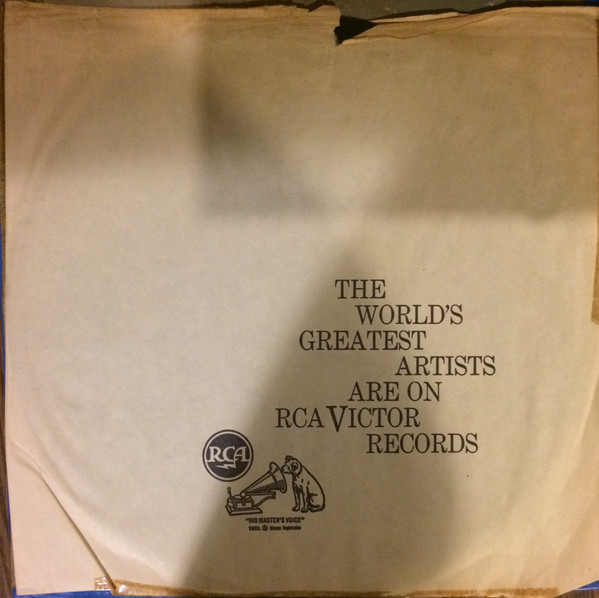 THE
WORLD'S
GREATEST
ARTISTS
ARE ON
RCA VICTOR
RECORDS
RCA
"HIS MASTER'S VOICE"